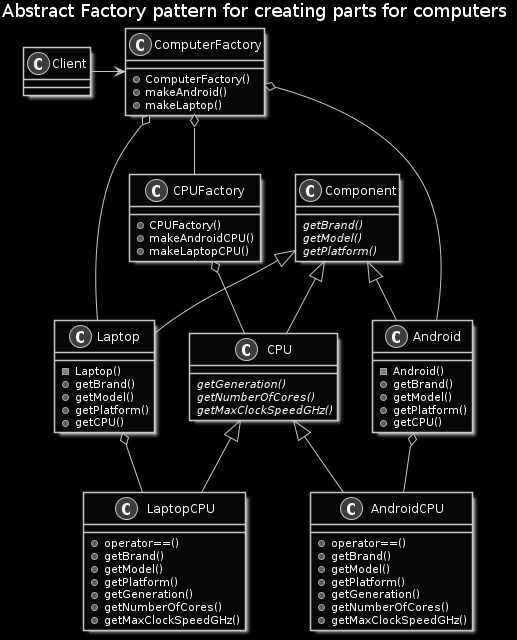 Abstract Factory pattern for creating parts for computers
C Client
C ComputerFactory
ComputerFactory()
makeAndroid()
makeLaptop()
C CPUFactory
CPUFactory()
makeAndroidCPU()
makeLaptopCPU()
C Component
getBrand()
getModel()
getPlatform()
C Laptop
Laptop()
getBrand()
getModel()
getPlatform()
getCPU()
C CPU
getGeneration()
getNumberOfCores()
getMaxClockSpeedGHz()
C Android
Android()
getBrand()
getModel()
getPlatform()
getCPU()
C LaptopCPU
operator==()
getBrand()
getModel()
getPlatform()
getGeneration()
getNumberOfCores()
getMaxClockSpeedGHz()
C AndroidCPU
operator==()
getBrand()
getModel()
getPlatform()
getGeneration()
getNumberOfCores()
getMaxClockSpeedGHz()